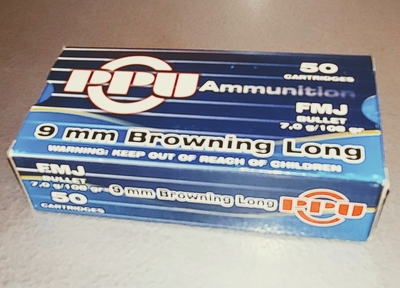 PPU Ammunition
50
CARTRIDGES
FMJ
BULLET
7,0 g/108 gr
9 mm Browning Long
WARNING: KEEP OUT OF REACH OF CHILDREN
FMJ
BULLET
7,0 g/108 gr
50
CARTRIDGES
9 mm Browning Long
PPU